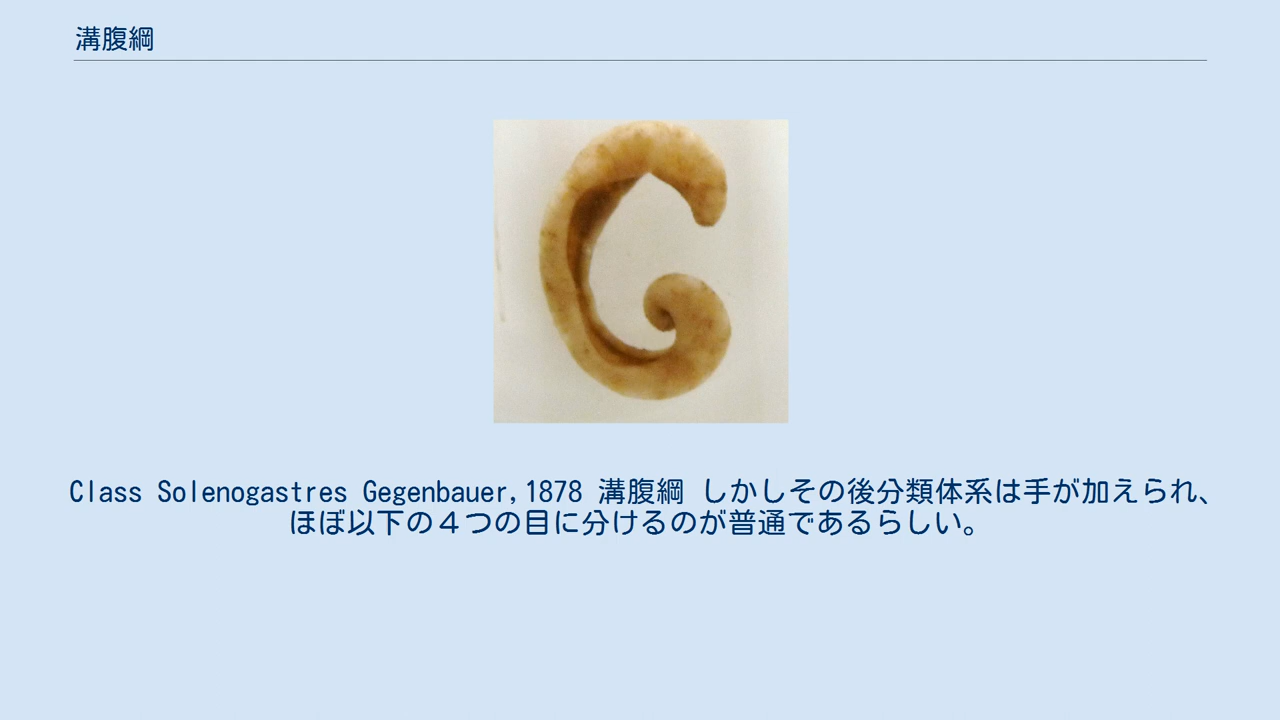 溝腹綱
Class Solenogastres Gegenbauer,1878 溝腹綱 しかしその後分類体系は手が加えられ、
ほぼ以下の４つの目に分けるのが普通であるらしい。